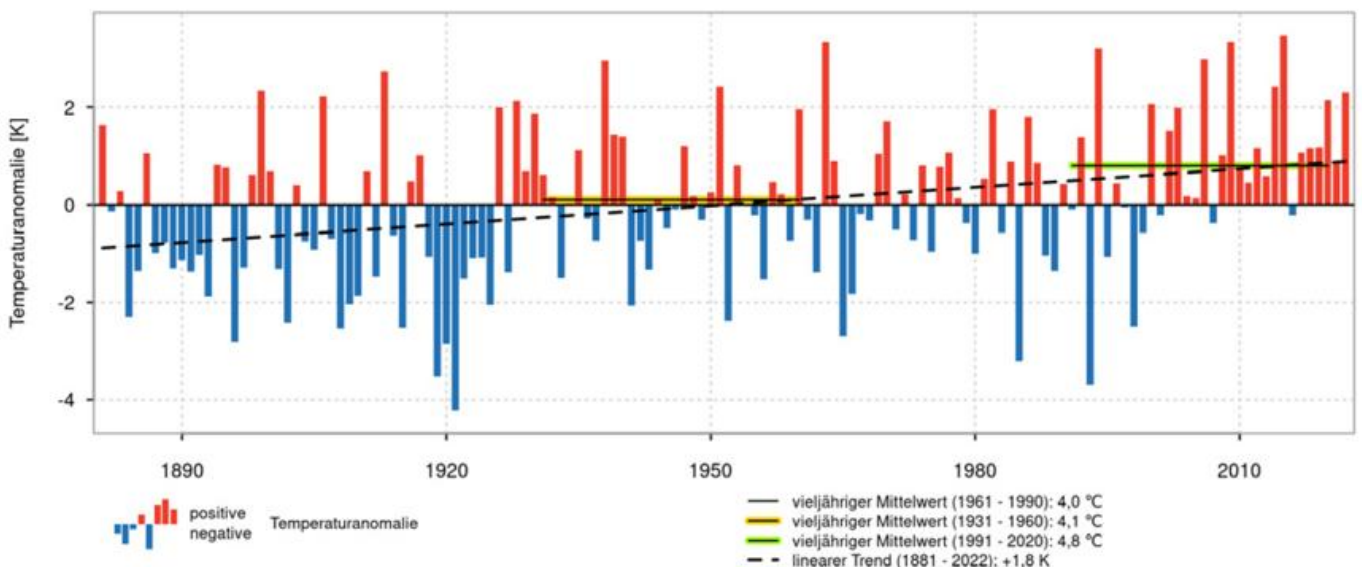 Temperaturanomalie [K]
2
0
-2
-4
1890
1920
1950
1980
2010
positive
negative
Temperaturanomalie
vieljähriger Mittelwert (1961 - 1990): 4,0 °C
vieljähriger Mittelwert (1931 - 1960): 4,1 °C
vieljähriger Mittelwert (1991 - 2020): 4,8 °C
linearer Trend (1881 - 2022): +1,8 K